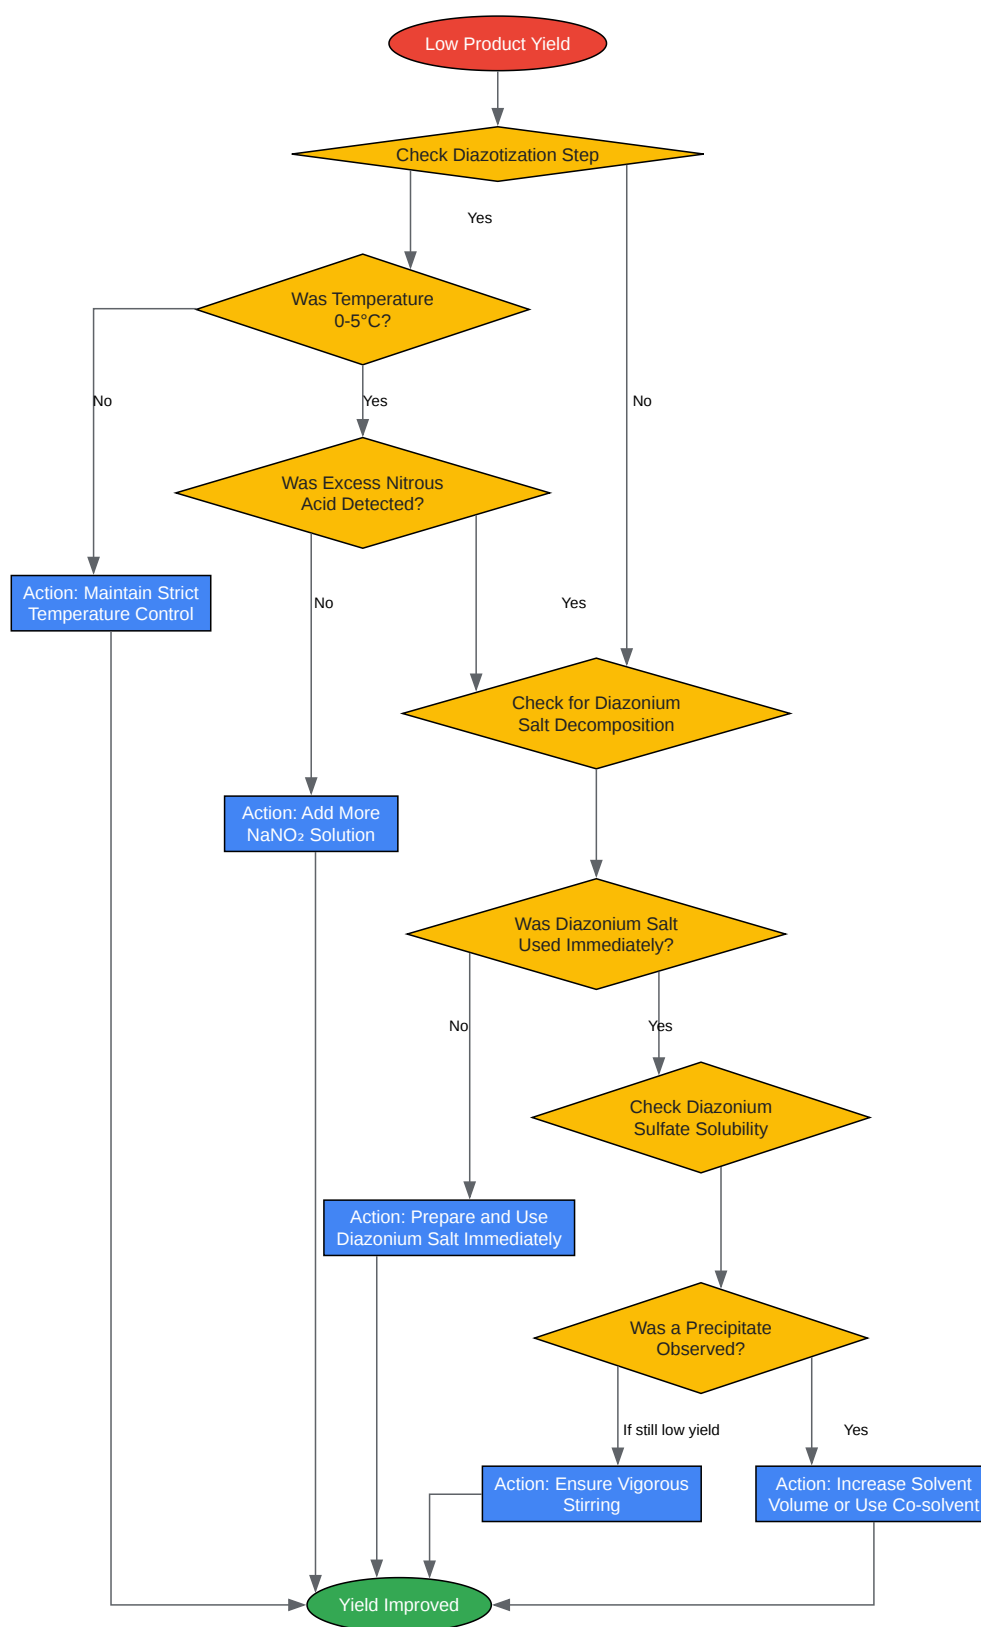 Low Product Yield
Check Diazotization Step
Yes
Was Temperature
0-5°C?
No
Yes
No
Was Excess Nitrous
Acid Detected?
Action: Maintain Strict
Temperature Control
No
Yes
Check for Diazonium
Salt Decomposition
Action: Add More
NaNO₂ Solution
Was Diazonium Salt
Used Immediately?
No
Yes
Check Diazonium
Sulfate Solubility
Action: Prepare and Use
Diazonium Salt Immediately
Was a Precipitate
Observed?
If still low yield
Yes
Action: Ensure Vigorous
Stirring
Action: Increase Solvent
Volume or Use Co-solvent
Yield Improved